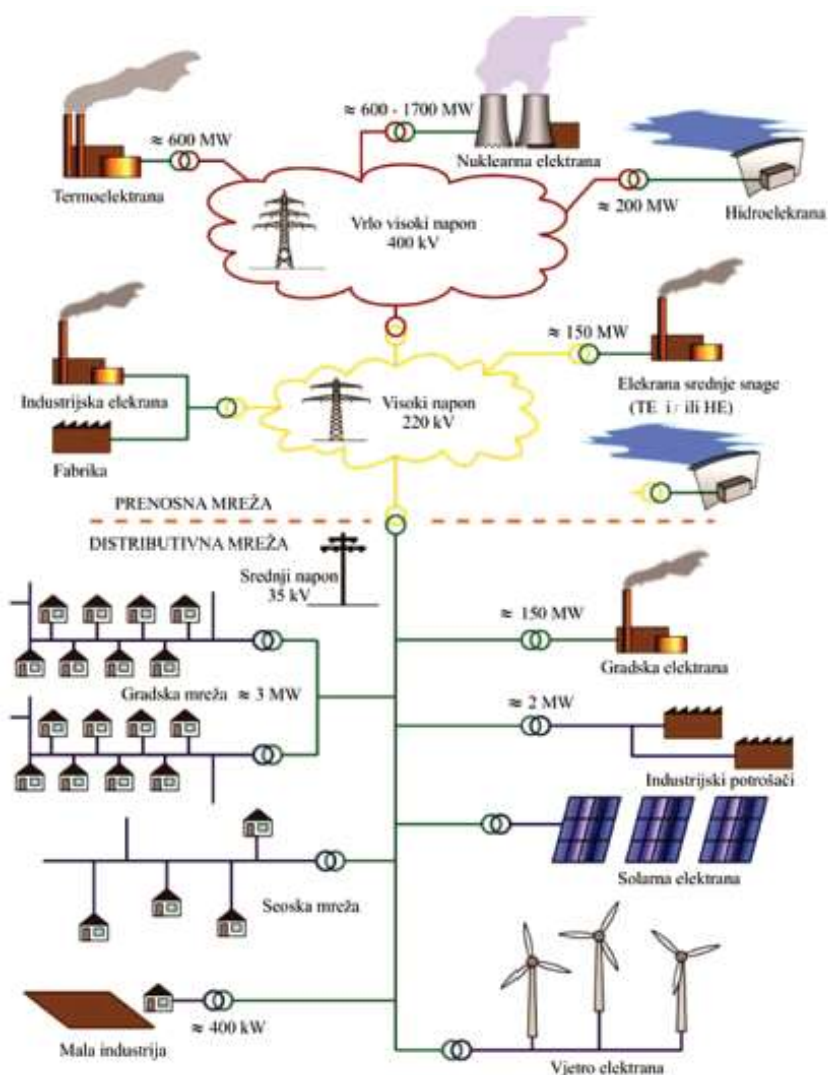 ≈ 600 MW
Termoelektrana
≈ 600 - 1700 MW
Nuklearna elektrana
≈ 200 MW
Hidroelekrana
Vrlo visoki napon
400 kV
Industrijska elekrana
Fabrika
Visoki napon
220 kV
≈ 150 MW
Elekrana srednje snage
(TE i ili HE)
PRENOSNA MREŽA
DISTRIBUTIVNA MREŽA
Srednji napon
35 kV
≈ 150 MW
Gradska elektrana
Gradska mreža ≈ 3 MW
≈ 2 MW
Industrijski potrošači
Solarna elektrana
Seoska mreža
≈ 400 kW
Mala industrija
Vjetro elektrana